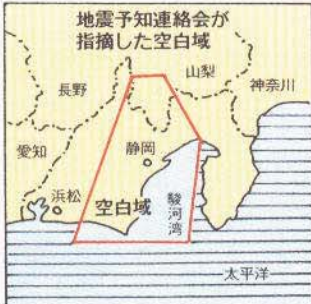 地震予知連絡会が
指摘した空白域
山梨
長野
神奈川
愛知
静岡
浜松
空白域
駿河湾
太平洋